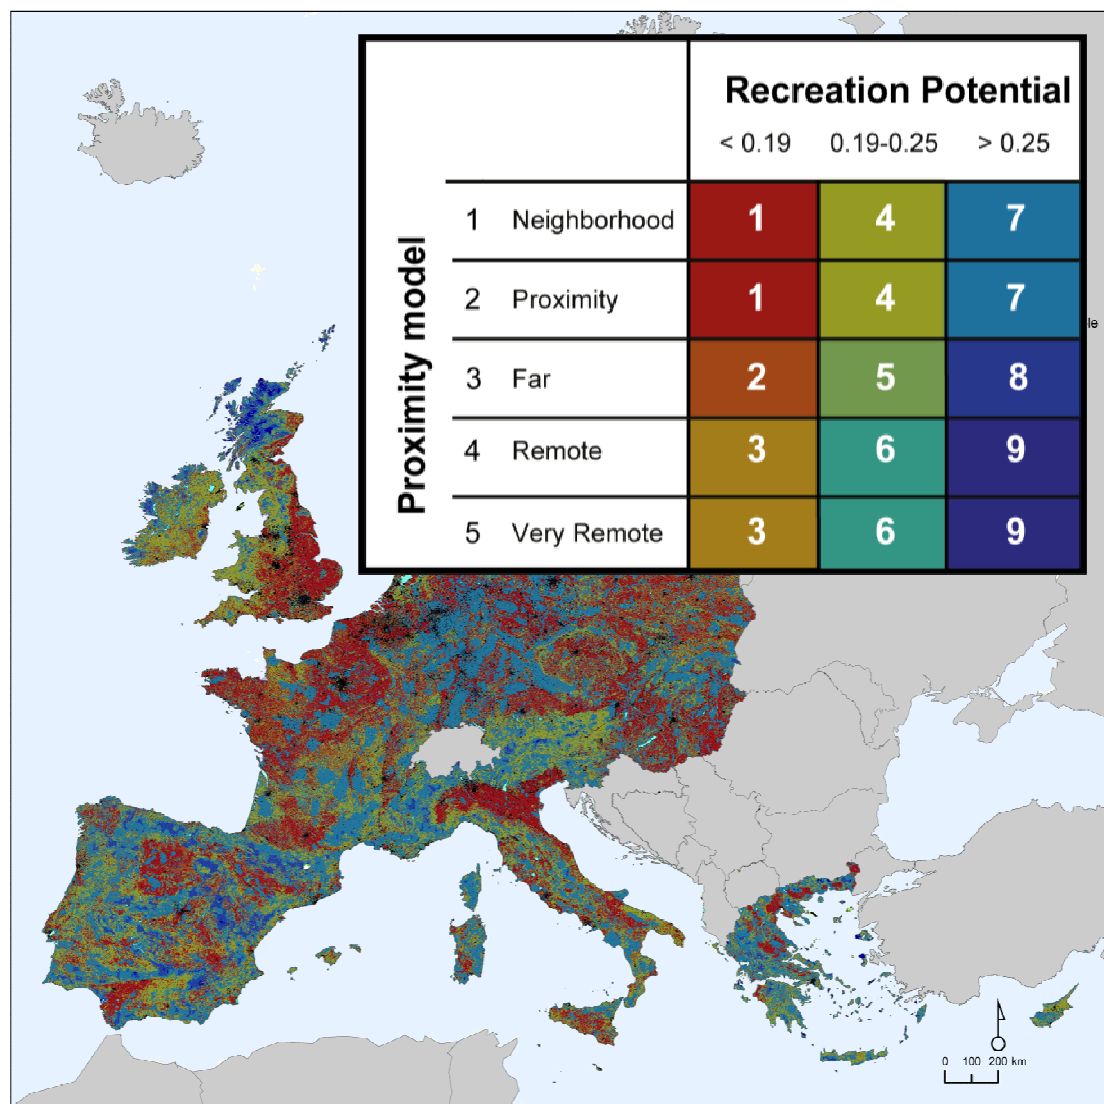 Recreation Potential
< 0.19 0.19-0.25 > 0.25
Proximity model
1 Neighborhood 1 4 7
2 Proximity 1 4 7
3 Far 2 5 8
4 Remote 3 6 9
5 Very Remote 3 6 9
le
0 100 200 km